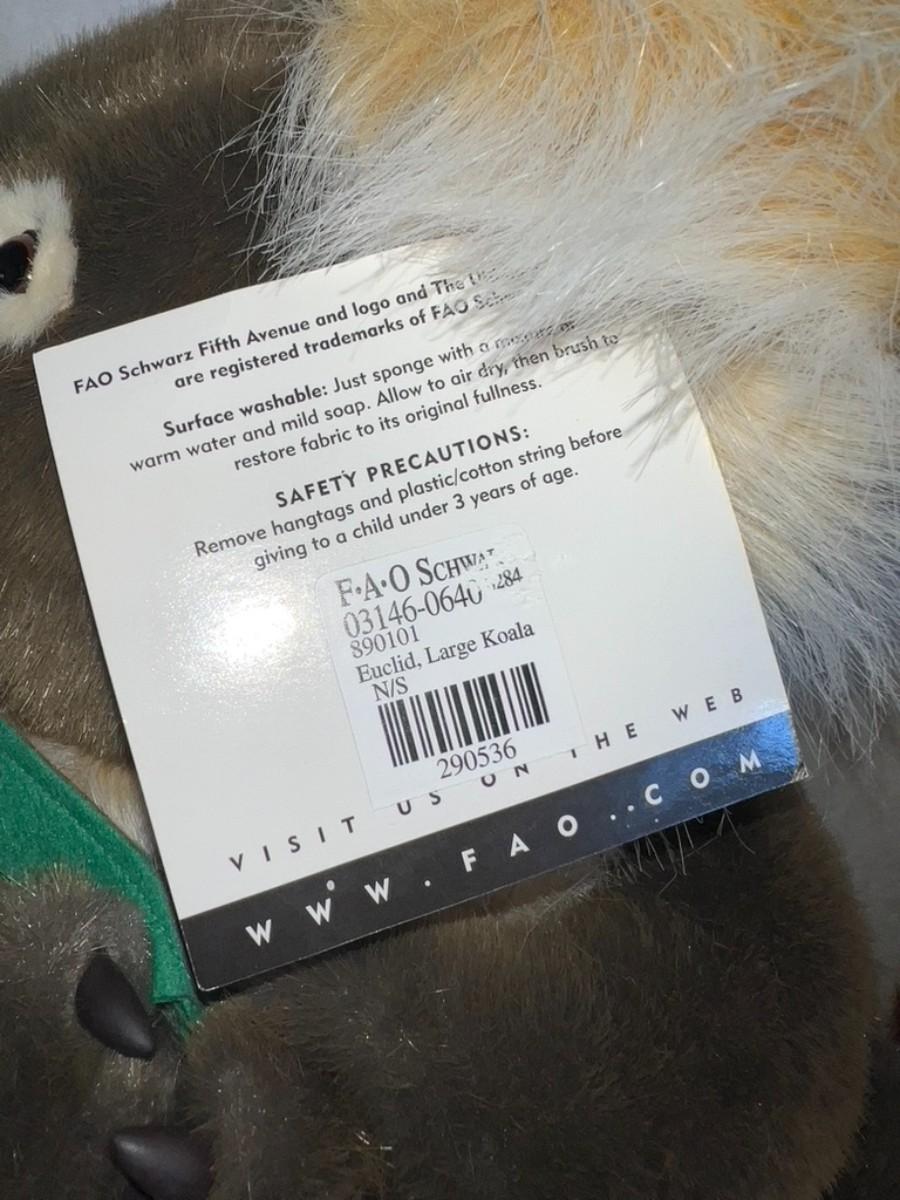 FAO Schwarz Fifth Avenue and logo and The
are registered trademarks of FAO
Surface washable: Just sponge with a
warm water and mild soap. Allow to air dry, then brush to
restore fabric to its original fullness.
SAFETY PRECAUTIONS:
Remove hangtags and plastic/cotton string before
giving to a child under 3 years of age.
F·A·O
03146-0640 284
890101
Euclid, Large Koala
N/S
290536
VISIT US ON THE WEB
WWW.FAO..COM